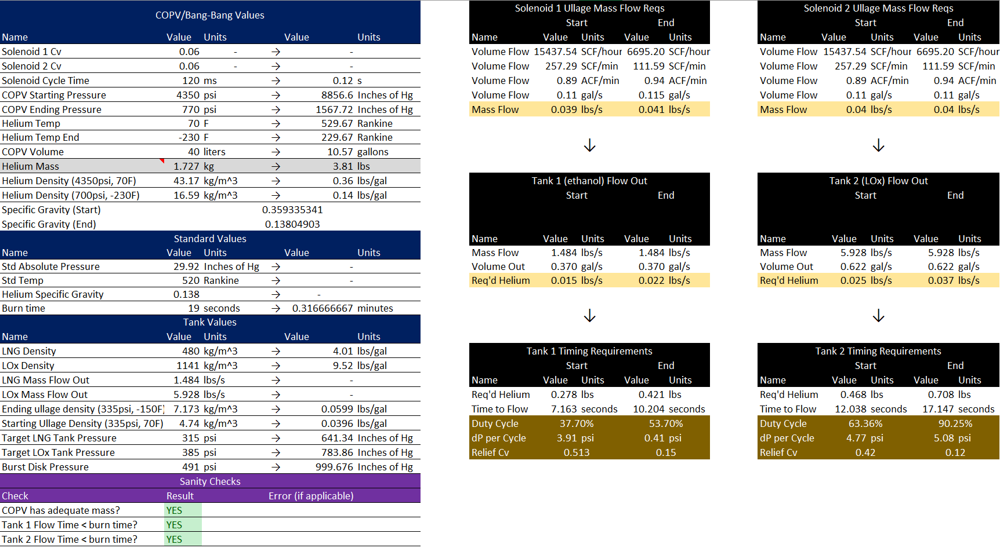 COPV/Bang-Bang Values
Name Value Units Value Units
Solenoid 1 Cv 0.06 - → -
Solenoid 2 Cv 0.06 - → -
Solenoid Cycle Time 120 ms → 0.12 s
COPV Starting Pressure 4350 psi → 8856.6 Inches of Hg
COPV Ending Pressure 770 psi → 1567.72 Inches of Hg
Helium Temp 70 F → 529.67 Rankine
Helium Temp End -230 F → 229.67 Rankine
COPV Volume 40 liters → 10.57 gallons
Helium Mass 1.727 kg → 3.81 lbs
Helium Density (4350psi, 70F) 43.17 kg/m^3 → 0.36 lbs/gal
Helium Density (700psi, -230F) 16.59 kg/m^3 → 0.14 lbs/gal
Specific Gravity (Start) 0.359335341
Specific Gravity (End) 0.13804903
Standard Values
Name Value Units Value Units
Std Absolute Pressure 29.92 Inches of Hg → -
Std Temp 520 Rankine → -
Helium Specific Gravity 0.138 → -
Burn time 19 seconds → 0.316666667 minutes
Tank Values
Name Value Units Value Units
LNG Density 480 kg/m^3 → 4.01 lbs/gal
LOx Density 1141 kg/m^3 → 9.52 lbs/gal
LNG Mass Flow Out 1.484 lbs/s → -
LOx Mass Flow Out 5.928 lbs/s → -
Ending ullage density (335psi, -150F) 7.173 kg/m^3 → 0.0599 lbs/gal
Starting Ullage Density (335psi, 70F) 4.74 kg/m^3 → 0.0396 lbs/gal
Target LNG Tank Pressure 315 psi → 641.34 Inches of Hg
Target LOx Tank Pressure 385 psi → 783.86 Inches of Hg
Burst Disk Pressure 491 psi → 999.676 Inches of Hg
Sanity Checks
Check Result Error (if applicable)
COPV has adequate mass? YES
Tank 1 Flow Time < burn time? YES
Tank 2 Flow Time < burn time? YES
Solenoid 1 Ullage Mass Flow Reqs
Start End
Name Value Units Value Units
Volume Flow 15437.54 SCF/hour 6695.20 SCF/hour
Volume Flow 257.29 SCF/min 111.59 SCF/min
Volume Flow 0.89 ACF/min 0.94 ACF/min
Volume Flow 0.11 gal/s 0.115 gal/s
Mass Flow 0.039 lbs/s 0.041 lbs/s
↓
Tank 1 (ethanol) Flow Out
Start End
Name Value Units Value Units
Mass Flow 1.484 lbs/s 1.484 lbs/s
Volume Out 0.370 gal/s 0.370 gal/s
Req'd Helium 0.015 lbs/s 0.022 lbs/s
↓
Tank 1 Timing Requirements
Start End
Name Value Units Value Units
Req'd Helium 0.278 lbs 0.421 lbs
Time to Flow 7.163 seconds 10.204 seconds
Duty Cycle 37.70% 53.70%
dP per Cycle 3.91 psi 0.41 psi
Relief Cv 0.513 0.15
Solenoid 2 Ullage Mass Flow Reqs
Start End
Name Value Units Value Units
Volume Flow 15437.54 SCF/hour 6695.20 SCF/hour
Volume Flow 257.29 SCF/min 111.59 SCF/min
Volume Flow 0.89 ACF/min 0.94 ACF/min
Volume Flow 0.11 gal/s 0.11 gal/s
Mass Flow 0.04 lbs/s 0.04 lbs/s
↓
Tank 2 (LOx) Flow Out
Start End
Name Value Units Value Units
Mass Flow 5.928 lbs/s 5.928 lbs/s
Volume Out 0.622 gal/s 0.622 gal/s
Req'd Helium 0.025 lbs/s 0.037 lbs/s
↓
Tank 2 Timing Requirements
Start End
Name Value Units Value Units
Req'd Helium 0.468 lbs 0.708 lbs
Time to Flow 12.038 seconds 17.147 seconds
Duty Cycle 63.36% 90.25%
dP per Cycle 4.77 psi 5.08 psi
Relief Cv 0.42 0.12